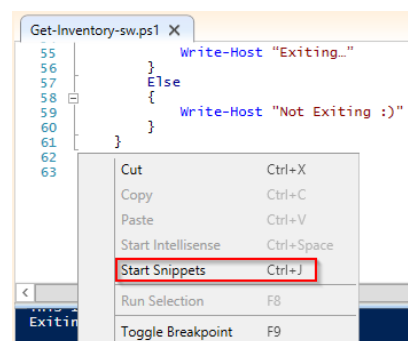 Get-Inventory-sw.ps1 X
55 Write-Host "Exiting…"
56 }
57 Else
58 {
59 Write-Host "Not Exiting :)"
60 }
61 }
62
63
Cut Ctrl+X
Copy Ctrl+C
Paste Ctrl+V
Start Intellisense Ctrl+Space
Start Snippets Ctrl+J
Run Selection F8
Toggle Breakpoint F9
Exitin